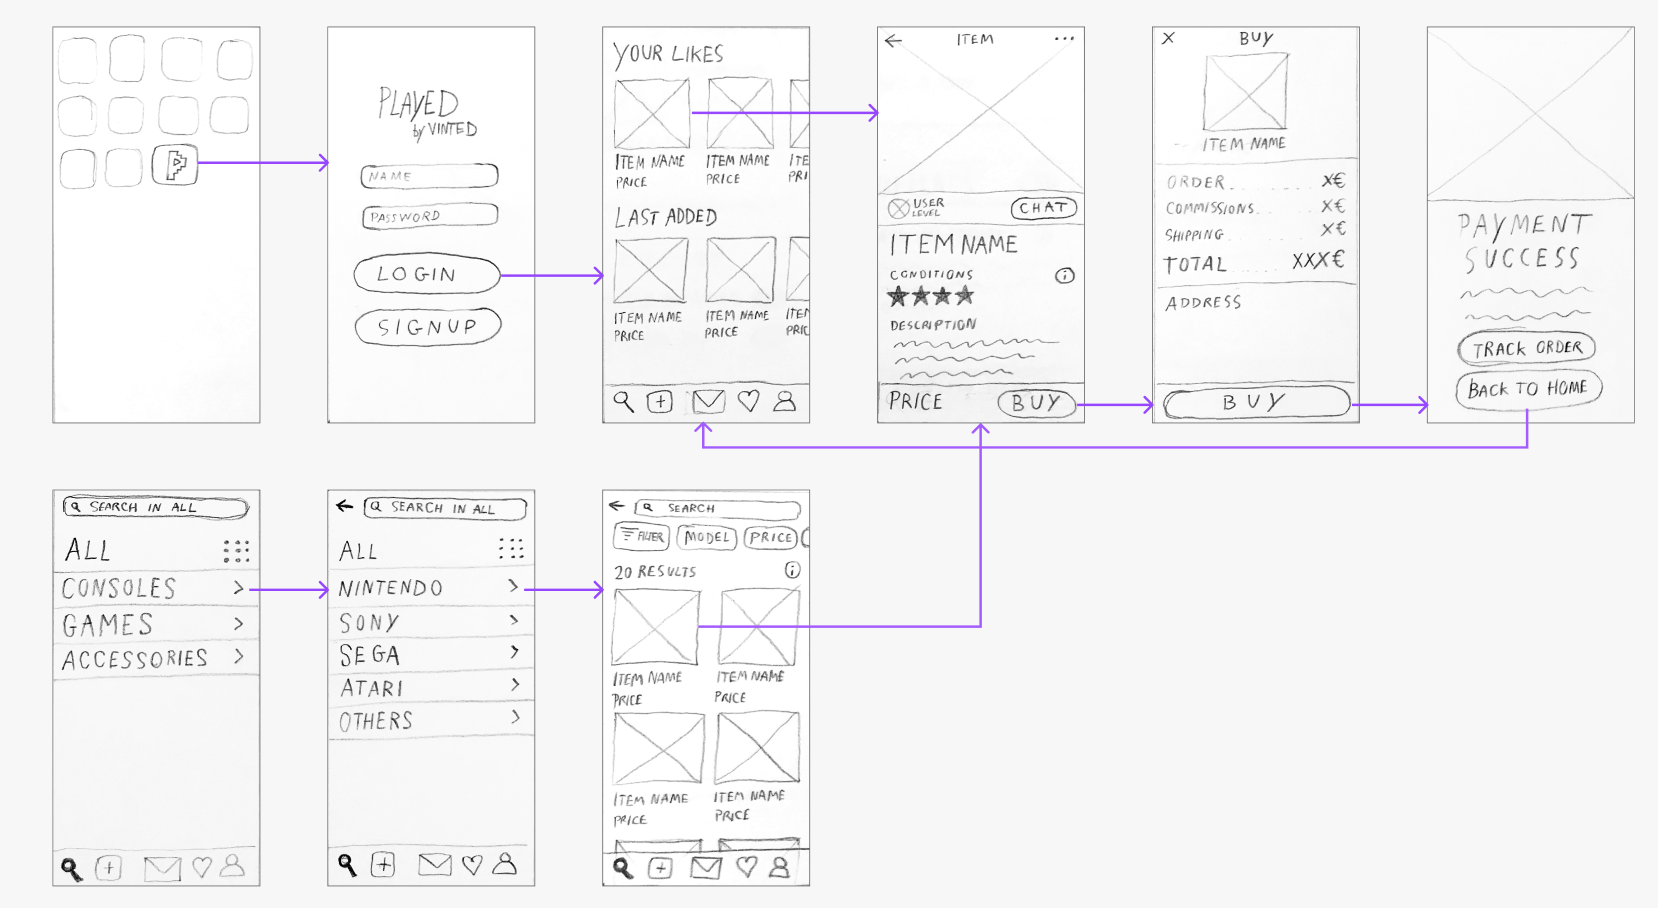 PLAYED
by VINTED
NAME
PASSWORD
LOGIN
SIGNUP
YOUR LIKES
ITEM NAME
PRICE
ITEM NAME
PRICE
ITE
PRI
LAST ADDED
ITEM NAME
PRICE
ITEM NAME
PRICE
ITEM
PRIC
ITEM
USER
LEVEL
CHAT
ITEM NAME
CONDITIONS
i
DESCRIPTION
PRICE
BUY
X BUY
ITEM NAME
ORDER X€
COMMISSIONS X€
SHIPPING X€
TOTAL XXX€
ADDRESS
BUY
PAYMENT
SUCCESS
TRACK ORDER
BACK TO HOME
SEARCH IN ALL
ALL
CONSOLES
GAMES
ACCESSORIES
SEARCH IN ALL
ALL
NINTENDO
SONY
SEGA
ATARI
OTHERS
SEARCH
FILTER MODEL PRICE
20 RESULTS i
ITEM NAME
PRICE
ITEM NAME
PRICE
ITEM NAME
PRICE
ITEM NAME
PRICE